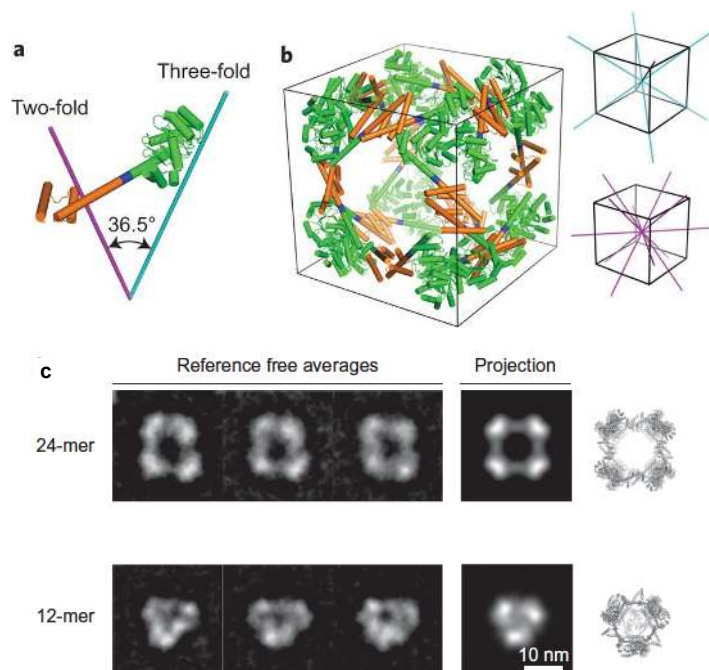 a
Two-fold
Three-fold
36.5°
b
c
Reference free averages
Projection
24-mer
12-mer
10 nm